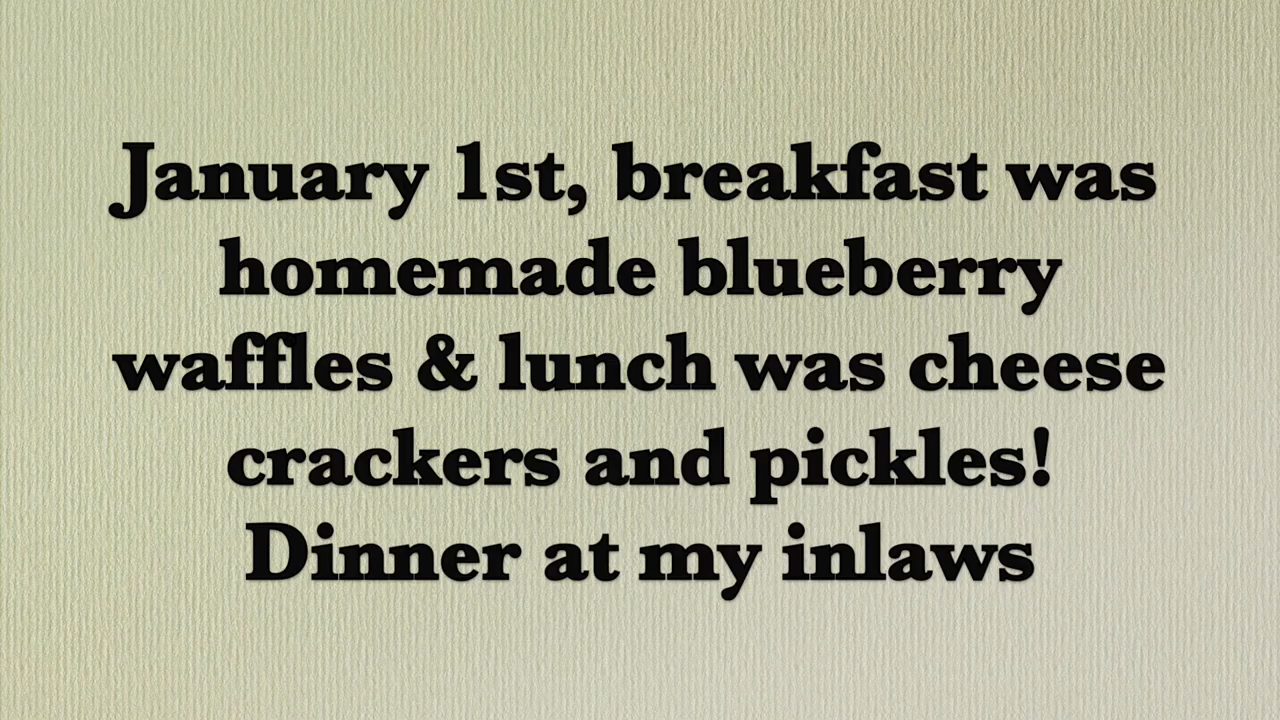 January 1st, breakfast was
homemade blueberry
waffles & lunch was cheese
crackers and pickles!
Dinner at my inlaws